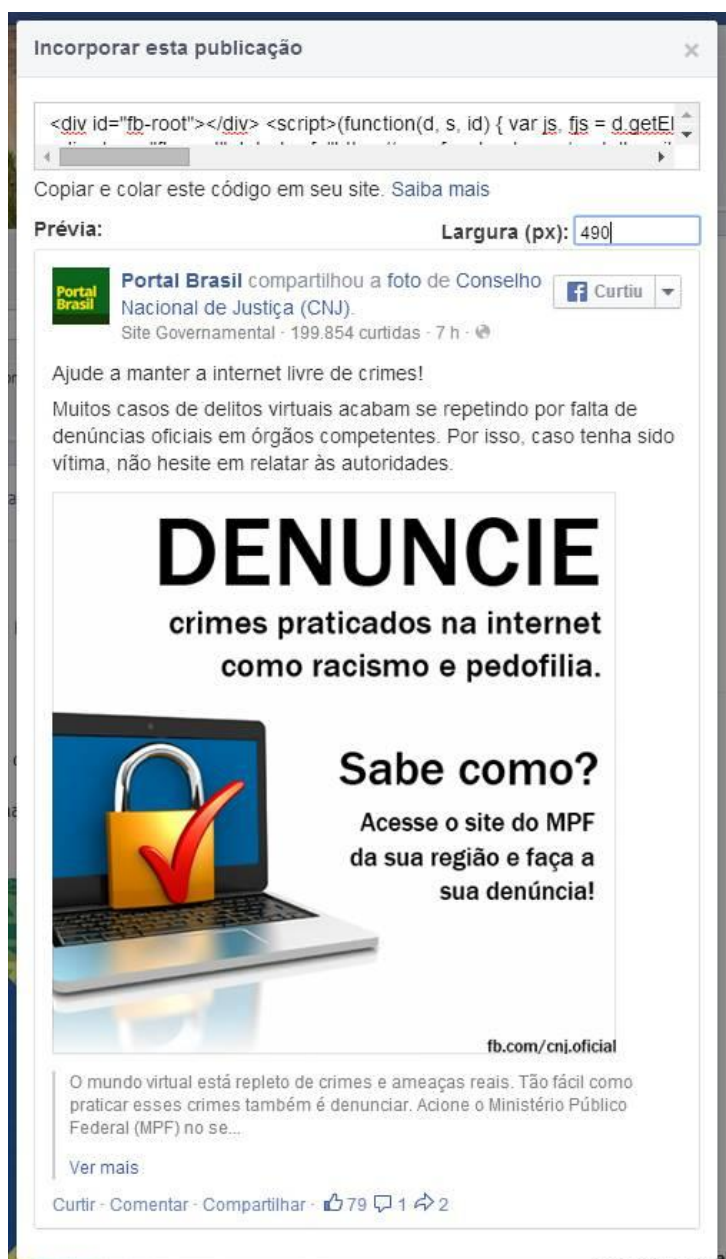 Incorporar esta publicação
×
<div id="fb-root"></div> <script>(function(d, s, id) { var js, fjs = d.getEl
Copiar e colar este código em seu site. Saiba mais
Prévia:
Largura (px): 490
Portal Brasil
Portal Brasil compartilhou a foto de Conselho
Nacional de Justiça (CNJ).
Site Governamental · 199.854 curtidas · 7 h ·
Curtiu
Ajude a manter a internet livre de crimes!
Muitos casos de delitos virtuais acabam se repetindo por falta de
denúncias oficiais em órgãos competentes. Por isso, caso tenha sido
vítima, não hesite em relatar às autoridades.
DENUNCIE
crimes praticados na internet
como racismo e pedofilia.
Sabe como?
Acesse o site do MPF
da sua região e faça a
sua denúncia!
fb.com/cnj.oficial
O mundo virtual está repleto de crimes e ameaças reais. Tão fácil como
praticar esses crimes também é denunciar. Acione o Ministério Público
Federal (MPF) no se...
Ver mais
Curtir · Comentar · Compartilhar · 79 1 2